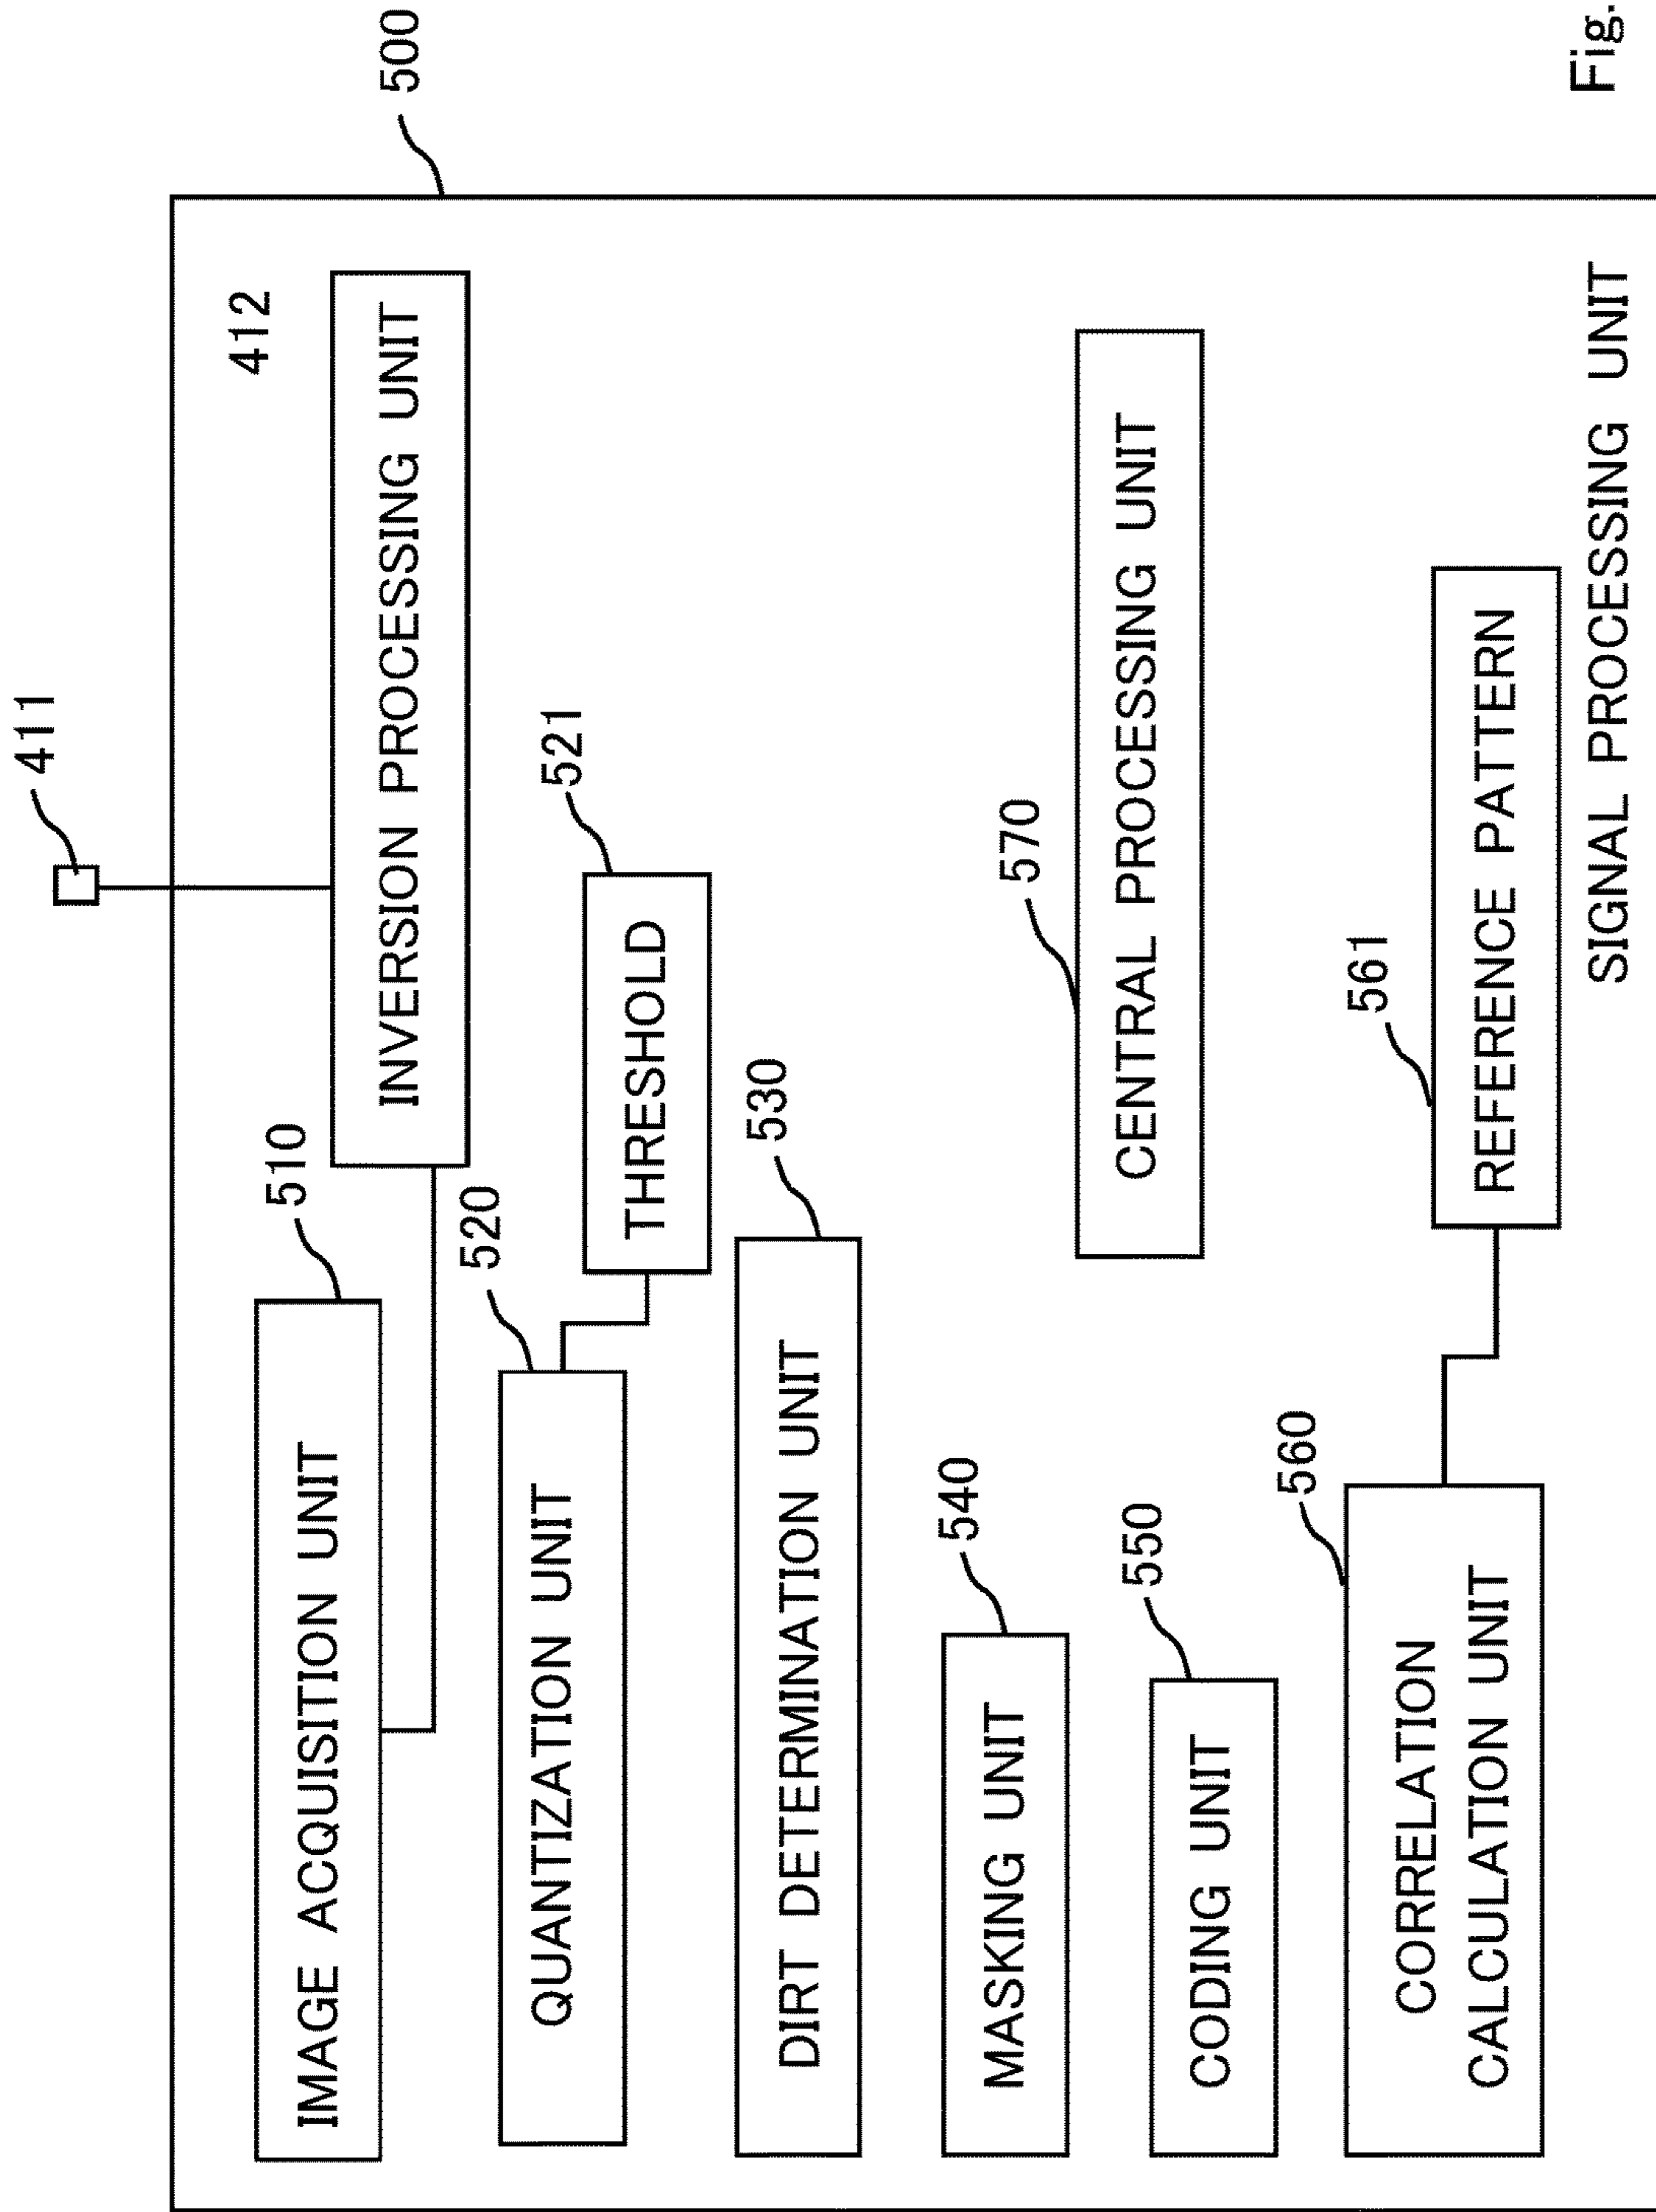 411
500
412
510
IMAGE ACQUISITION UNIT
INVERSION PROCESSING UNIT
520
521
QUANTIZATION UNIT
THRESHOLD
530
DIRT DETERMINATION UNIT
540
MASKING UNIT
570
CENTRAL PROCESSING UNIT
550
CODING UNIT
560
561
CORRELATION
CALCULATION UNIT
REFERENCE PATTERN
SIGNAL PROCESSING UNIT
Fig.